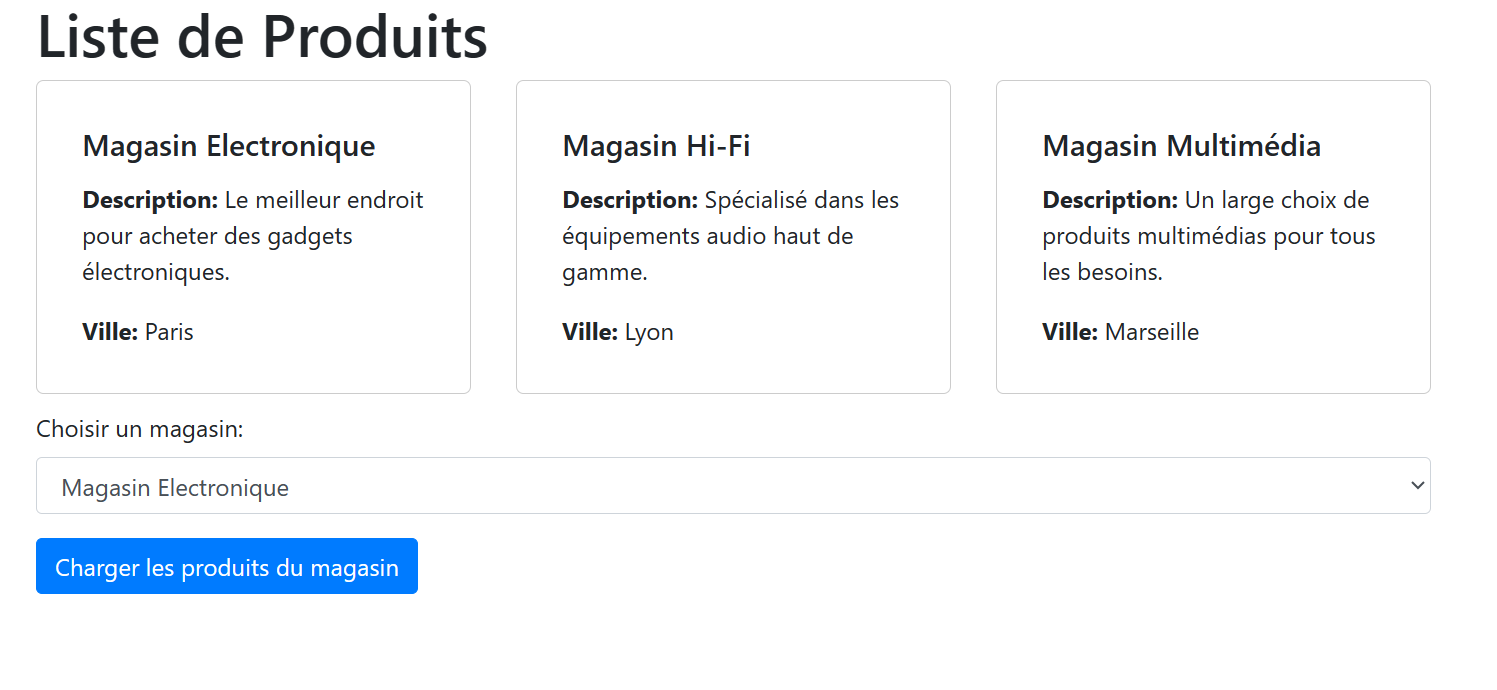 Liste de Produits
Magasin Electronique
Description: Le meilleur endroit
pour acheter des gadgets
électroniques.
Ville: Paris
Magasin Hi-Fi
Description: Spécialisé dans les
équipements audio haut de
gamme.
Ville: Lyon
Magasin Multimédia
Description: Un large choix de
produits multimédias pour tous
les besoins.
Ville: Marseille
Choisir un magasin:
Magasin Electronique
Charger les produits du magasin